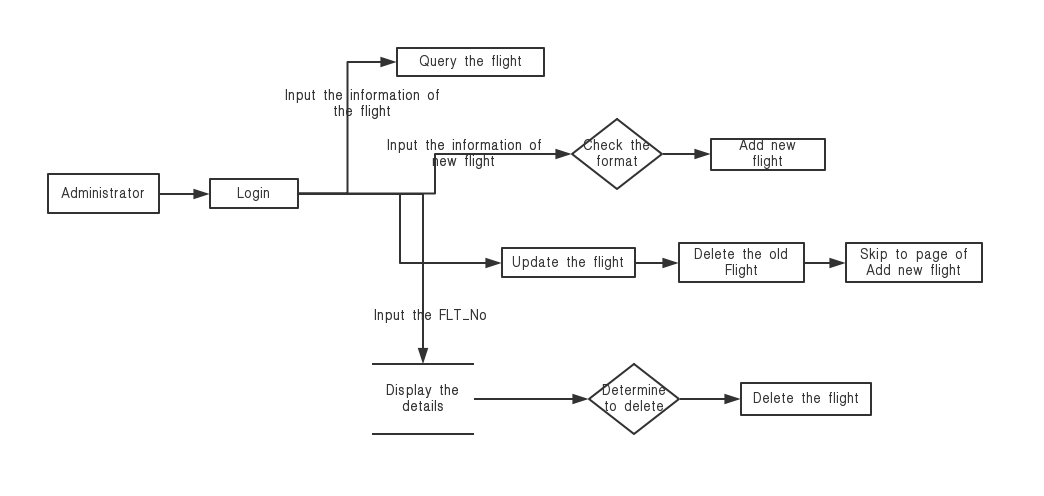 Query the flight
Input the information of
the flight
Input the information of
new flight
Check the
format
Add new
flight
Administrator
Login
Update the flight
Delete the old
Flight
Skip to page of
Add new flight
Input the FLT_No
Display the
details
Determine
to delete
Delete the flight